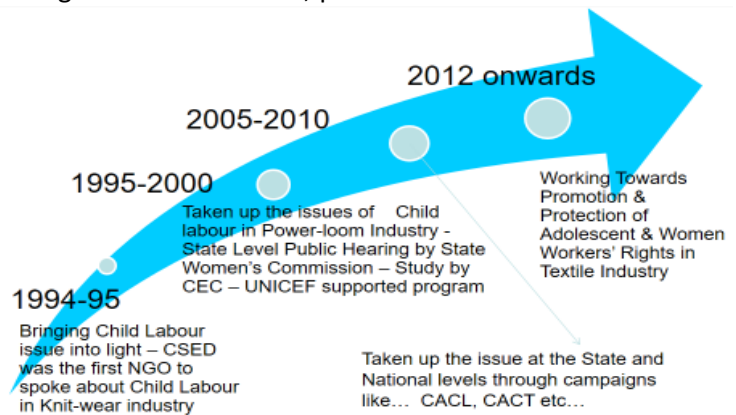 2012 onwards
2005-2010
1995-2000
1994-95
Taken up the issues of Child
labour in Power-loom Industry -
State Level Public Hearing by State
Women's Commission – Study by
CEC – UNICEF supported program
Working Towards
Promotion &
Protection of
Adolescent & Women
Workers' Rights in
Textile Industry
Bringing Child Labour
issue into light – CSED
was the first NGO to
spoke about Child Labour
in Knit-wear industry
Taken up the issue at the State and
National levels through campaigns
like… CACL, CACT etc…